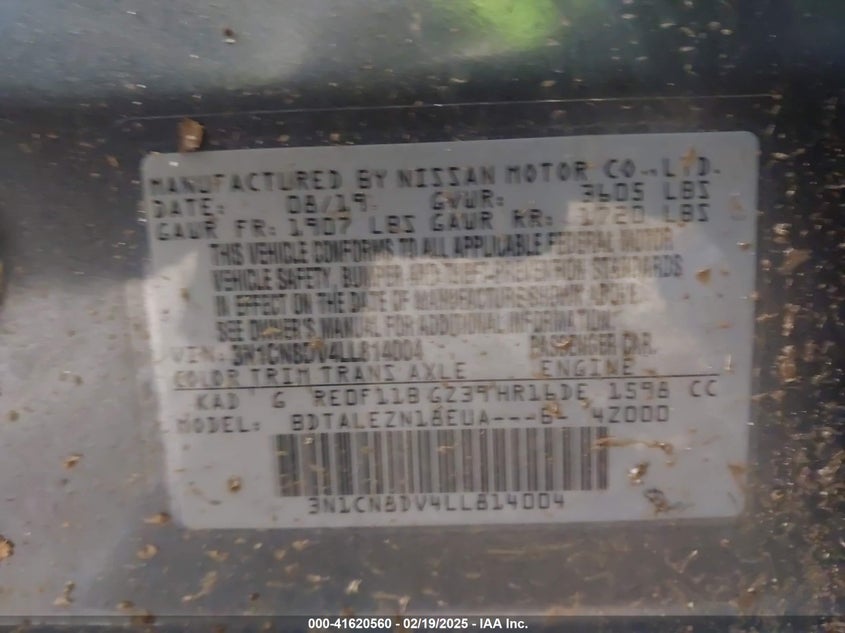 MANUFACTURED BY NISSAN MOTOR CO.,LTD.
DATE: 08/19 GVWR: 3605 LBS
GAWR FR: 1907 LBS GAWR RR: 1720 LBS
THIS VEHICLE CONFORMS TO ALL APPLICABLE FEDERAL MOTOR
VEHICLE SAFETY, BUMPER AND THEFT PREVENTION STANDARDS
IN EFFECT ON THE DATE OF MANUFACTURE SHOWN ABOVE.
SEE OWNER'S MANUAL FOR ADDITIONAL INFORMATION.
VIN: 3N1CN8DV4LL814004 PASSENGER CAR
COLOR TRIM TRANS AXLE ENGINE
KAD G RE0F11B GZ39 HR16DE 1598 CC
MODEL: BDTALEZN18EUA---B- 42000
3N1CN8DV4LL814004
000-41620560 - 02/19/2025 - IAA Inc.